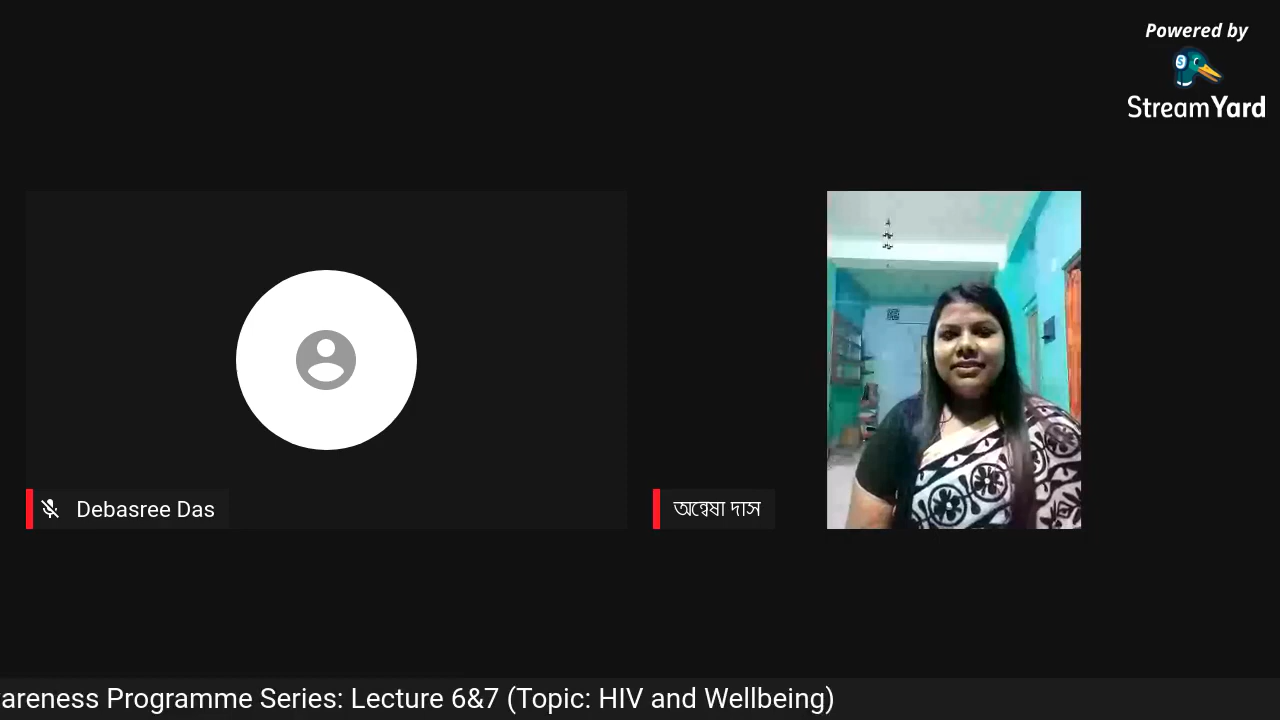 Powered by
StreamYard
Debasree Das
অন্বেষা দাস
areness Programme Series: Lecture 6&7 (Topic: HIV and Wellbeing)